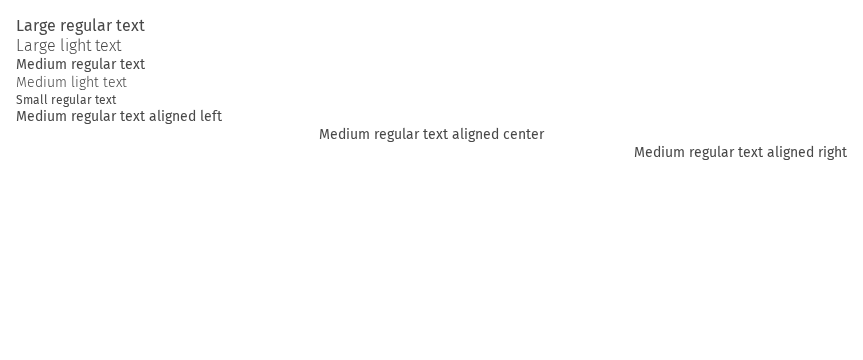 Large regular text
Large light text
Medium regular text
Medium light text
Small regular text
Medium regular text aligned left
Medium regular text aligned center
Medium regular text aligned right